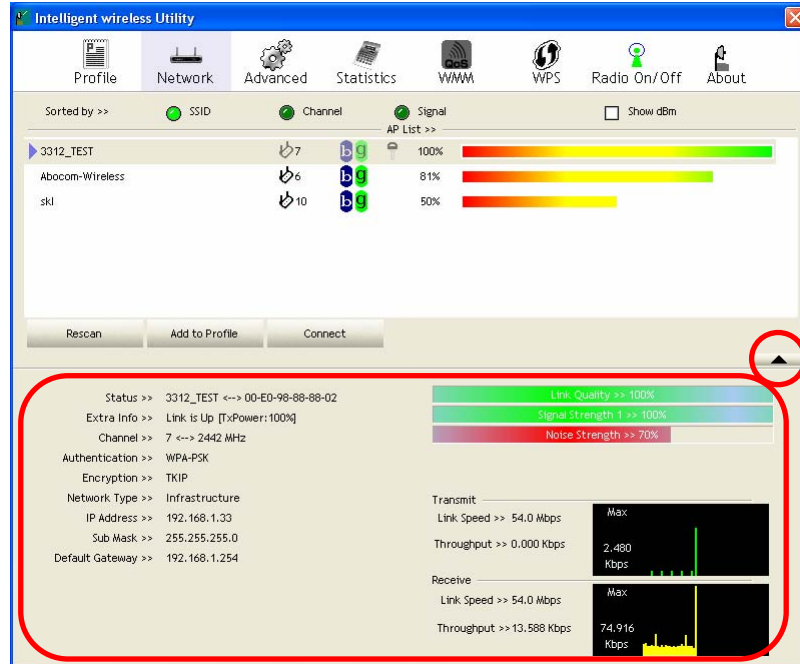 Intelligent wireless Utility
Profile Network Advanced Statistics QoS WMM WPS Radio On/Off About
Sorted by >> SSID Channel Signal Show dBm
AP List >>
3312_TEST 7 b g 100%
Abocom-Wireless 6 b g 81%
skl 10 b g 50%
Rescan Add to Profile Connect
Status >> 3312_TEST <--> 00-E0-98-88-88-02
Extra Info >> Link is Up [TxPower:100%]
Channel >> 7 <--> 2442 MHz
Authentication >> WPA-PSK
Encryption >> TKIP
Network Type >> Infrastructure
IP Address >> 192.168.1.33
Sub Mask >> 255.255.255.0
Default Gateway >> 192.168.1.254
Link Quality >> 100%
Signal Strength 1 >> 100%
Noise Strength >> 70%
Transmit
Link Speed >> 54.0 Mbps
Throughput >> 0.000 Kbps
Max
2.480
Kbps
Receive
Link Speed >> 54.0 Mbps
Throughput >> 13.588 Kbps
Max
74.916
Kbps